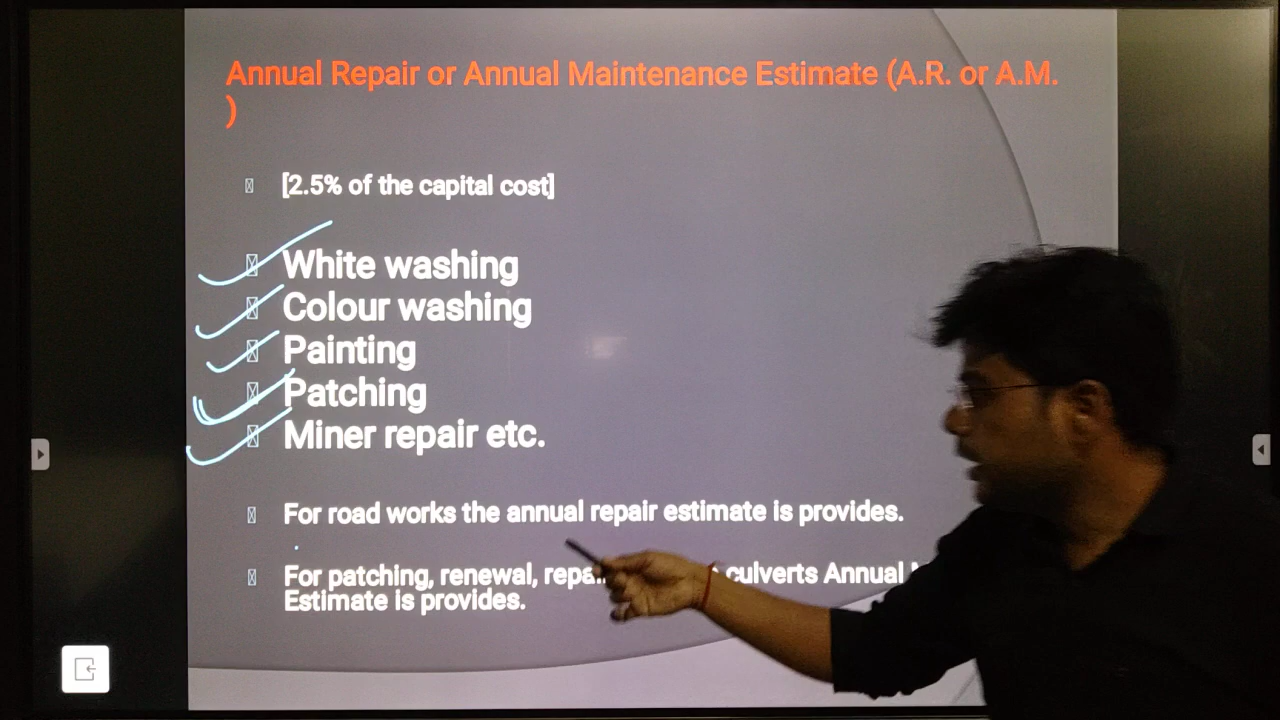 Annual Repair or Annual Maintenance Estimate (A.R. or A.M.
)
[2.5% of the capital cost]
White washing
Colour washing
Painting
Patching
Miner repair etc.
For road works the annual repair estimate is provides.
For patching, renewal, culverts Annual
Estimate is provides.